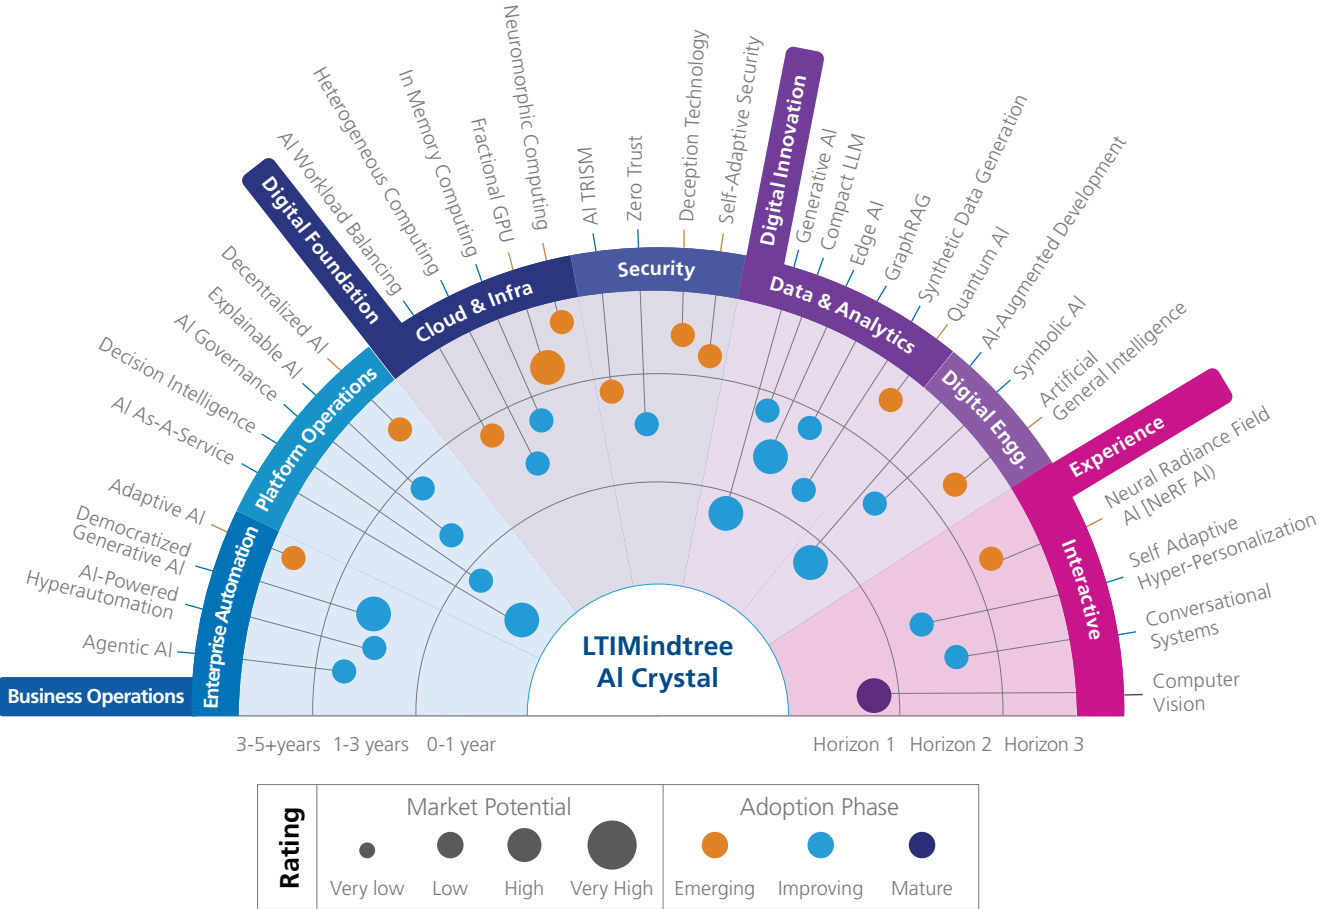 Business Operations
Enterprise Automation
Agentic AI
AI-Powered
Hyperautomation
Democratized
Generative AI
Adaptive AI
Platform Operations
AI As-A-Service
Decision Intelligence
AI Governance
Explainable AI
Decentralized AI
Digital Foundation
Cloud & Infra
AI Workload Balancing
Heterogeneous Computing
In Memory Computing
Fractional GPU
Neuromorphic Computing
Security
AI TRISM
Zero Trust
Deception Technology
Self-Adaptive Security
Digital Innovation
Data & Analytics
Generative AI
Compact LLM
Edge AI
GraphRAG
Synthetic Data Generation
Quantum AI
Digital Engg.
AI-Augmented Development
Symbolic AI
Artificial
General Intelligence
Experience
Interactive
Neural Radiance Field
AI [NeRF AI)
Self Adaptive
Hyper-Personalization
Conversational
Systems
Computer
Vision
LTIMindtree
AI Crystal
3-5+years
1-3 years
0-1 year
Horizon 1
Horizon 2
Horizon 3
Rating
Market Potential
Very low
Low
High
Very High
Adoption Phase
Emerging
Improving
Mature